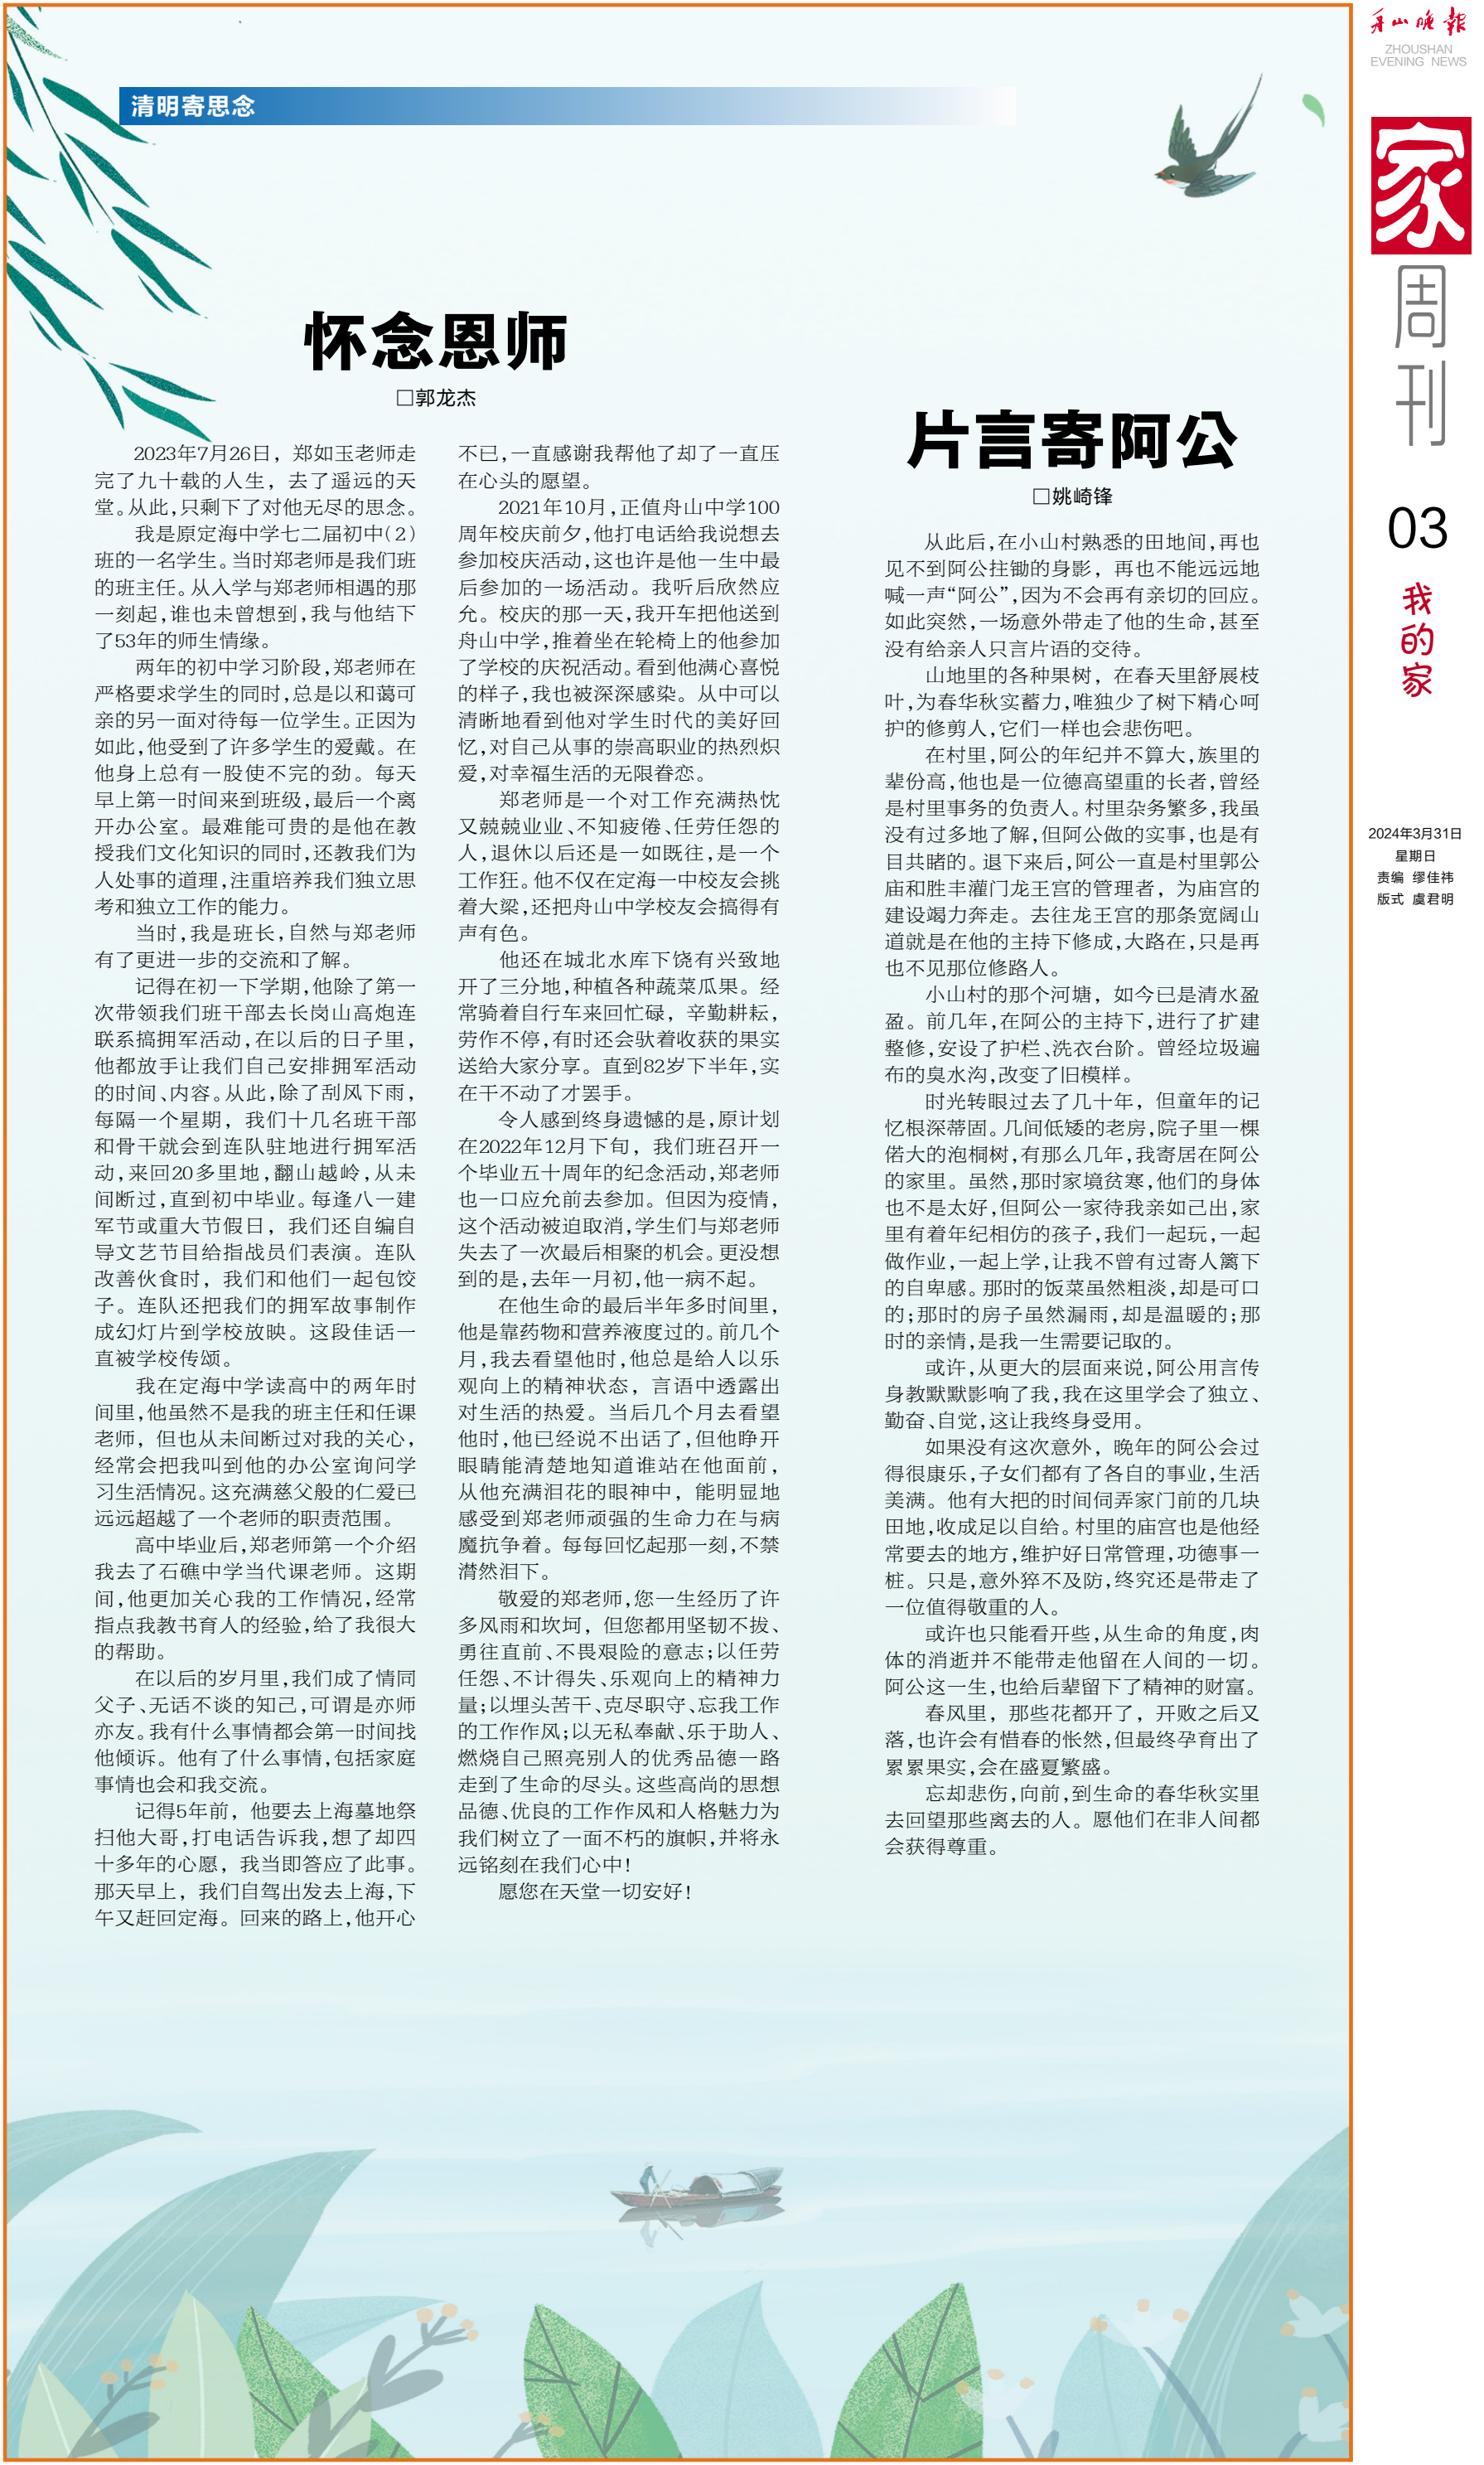 清明寄思念
怀念恩师
□郭龙杰
2023年7月26日，郑如玉老师走
完了九十载的人生，去了遥远的天
堂。从此，只剩下了对他无尽的思念。
我是原定海中学七二届初中（2）
班的一名学生。当时郑老师是我们班
的班主任。从入学与郑老师相遇的那
一刻起，谁也未曾想到，我与他结下
了53年的师生情缘。
两年的初中学习阶段，郑老师在
严格要求学生的同时，总是以和蔼可
亲的另一面对待每一位学生。正因为
如此，他受到了许多学生的爱戴。在
他身上总有一股使不完的劲。每天
早上第一时间来到班级，最后一个离
开办公室。最难能可贵的是他在教
授我们文化知识的同时，还教我们为
人处事的道理，注重培养我们独立思
考和独立工作的能力。
当时，我是班长，自然与郑老师
有了更进一步的交流和了解。
记得在初一下学期，他除了第一
次带领我们班干部去长岗山高炮连
联系搞拥军活动，在以后的日子里，
他都放手让我们自己安排拥军活动
的时间、内容。从此，除了刮风下雨，
每隔一个星期，我们十几名班干部
和骨干就会到连队驻地进行拥军活
动，来回20多里地，翻山越岭，从未
间断过，直到初中毕业。每逢八一建
军节或重大节假日，我们还自编自
导文艺节目给指战员们表演。连队
改善伙食时，我们和他们一起包饺
子。连队还把我们的拥军故事制作
成幻灯片到学校放映。这段佳话一
直被学校传颂。
我在定海中学读高中的两年时
间里，他虽然不是我的班主任和任课
老师，但也从未间断过对我的关心，
经常会把我叫到他的办公室询问学
习生活情况。这充满慈父般的仁爱已
远远超越了一个老师的职责范围。
高中毕业后，郑老师第一个介绍
我去了石礁中学当代课老师。这期
间，他更加关心我的工作情况，经常
指点我教书育人的经验，给了我很大
的帮助。
在以后的岁月里，我们成了情同
父子、无话不谈的知己，可谓是亦师
亦友。我有什么事情都会第一时间找
他倾诉。他有了什么事情，包括家庭
事情也会和我交流。
记得5年前，他要去上海墓地祭
扫他大哥，打电话告诉我，想了却四
十多年的心愿，我当即答应了此事。
那天早上，我们自驾出发去上海，下
午又赶回定海。回来的路上，他开心
不已，一直感谢我帮他了却了一直压
在心头的愿望。
2021年10月，正值舟山中学100
周年校庆前夕，他打电话给我说想去
参加校庆活动，这也许是他一生中最
后参加的一场活动。我听后欣然应
允。校庆的那一天，我开车把他送到
舟山中学，推着坐在轮椅上的他参加
了学校的庆祝活动。看到他满心喜悦
的样子，我也被深深感染。从中可以
清晰地看到他对学生时代的美好回
忆，对自己从事的崇高职业的热烈炽
爱，对幸福生活的无限眷恋。
郑老师是一个对工作充满热忱
又兢兢业业、不知疲倦、任劳任怨的
人，退休以后还是一如既往，是一个
工作狂。他不仅在定海一中校友会挑
着大梁，还把舟山中学校友会搞得有
声有色。
他还在城北水库下饶有兴致地
开了三分地，种植各种蔬菜瓜果。经
常骑着自行车来回忙碌，辛勤耕耘，
劳作不停，有时还会驮着收获的果实
送给大家分享。直到82岁下半年，实
在干不动了才罢手。
令人感到终身遗憾的是，原计划
在2022年12月下旬，我们班召开一
个毕业五十周年的纪念活动，郑老师
也一口应允前去参加。但因为疫情，
这个活动被迫取消，学生们与郑老师
失去了一次最后相聚的机会。更没想
到的是，去年一月初，他一病不起。
在他生命的最后半年多时间里，
他是靠药物和营养液度过的。前几个
月，我去看望他时，他总是给人以乐
观向上的精神状态，言语中透露出
对生活的热爱。当后几个月去看望
他时，他已经说不出话了，但他睁开
眼睛能清楚地知道谁站在他面前，
从他充满泪花的眼神中，能明显地
感受到郑老师顽强的生命力在与病
魔抗争着。每每回忆起那一刻，不禁
潸然泪下。
敬爱的郑老师，您一生经历了许
多风雨和坎坷，但您都用坚韧不拔、
勇往直前、不畏艰险的意志；以任劳
任怨、不计得失、乐观向上的精神力
量；以埋头苦干、克尽职守、忘我工作
的工作作风；以无私奉献、乐于助人、
燃烧自己照亮别人的优秀品德一路
走到了生命的尽头。这些高尚的思想
品德、优良的工作作风和人格魅力为
我们树立了一面不朽的旗帜，并将永
远铭刻在我们心中！
愿您在天堂一切安好！
片言寄阿公
□姚崎锋
从此后，在小山村熟悉的田地间，再也
见不到阿公拄锄的身影，再也不能远远地
喊一声“阿公”，因为不会再有亲切的回应。
如此突然，一场意外带走了他的生命，甚至
没有给亲人只言片语的交待。
山地里的各种果树，在春天里舒展枝
叶，为春华秋实蓄力，唯独少了树下精心呵
护的修剪人，它们一样也会悲伤吧。
在村里，阿公的年纪并不算大，族里的
辈份高，他也是一位德高望重的长者，曾经
是村里事务的负责人。村里杂务繁多，我虽
没有过多地了解，但阿公做的实事，也是有
目共睹的。退下来后，阿公一直是村里郭公
庙和胜丰灌门龙王宫的管理者，为庙宫的
建设竭力奔走。去往龙王宫的那条宽阔山
道就是在他的主持下修成，大路在，只是再
也不见那位修路人。
小山村的那个河塘，如今已是清水盈
盈。前几年，在阿公的主持下，进行了扩建
整修，安设了护栏、洗衣台阶。曾经垃圾遍
布的臭水沟，改变了旧模样。
时光转眼过去了几十年，但童年的记
忆根深蒂固。几间低矮的老房，院子里一棵
偌大的泡桐树，有那么几年，我寄居在阿公
的家里。虽然，那时家境贫寒，他们的身体
也不是太好，但阿公一家待我亲如己出，家
里有着年纪相仿的孩子，我们一起玩，一起
做作业，一起上学，让我不曾有过寄人篱下
的自卑感。那时的饭菜虽然粗淡，却是可口
的；那时的房子虽然漏雨，却是温暖的；那
时的亲情，是我一生需要记取的。
或许，从更大的层面来说，阿公用言传
身教默默影响了我，我在这里学会了独立、
勤奋、自觉，这让我终身受用。
如果没有这次意外，晚年的阿公会过
得很康乐，子女们都有了各自的事业，生活
美满。他有大把的时间伺弄家门前的几块
田地，收成足以自给。村里的庙宫也是他经
常要去的地方，维护好日常管理，功德事一
桩。只是，意外猝不及防，终究还是带走了
一位值得敬重的人。
或许也只能看开些，从生命的角度，肉
体的消逝并不能带走他留在人间的一切。
阿公这一生，也给后辈留下了精神的财富。
春风里，那些花都开了，开败之后又
落，也许会有惜春的怅然，但最终孕育出了
累累果实，会在盛夏繁盛。
忘却悲伤，向前，到生命的春华秋实里
去回望那些离去的人。愿他们在非人间都
会获得尊重。
舟山晚報
ZHOUSHAN
EVENING NEWS
家
周
刊
03
我
的
家
2024年3月31日
星期日
责编 缪佳祎
版式 虞君明